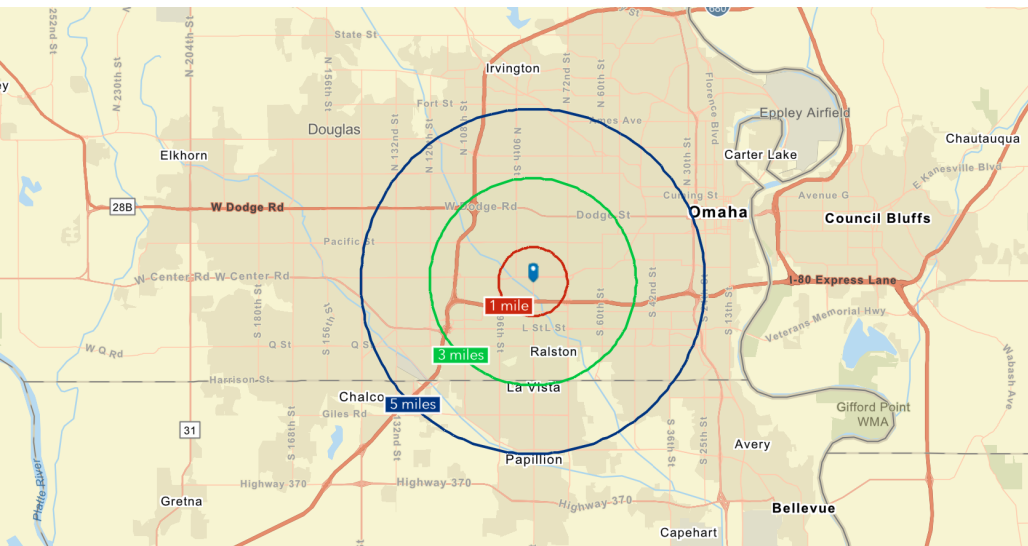 680
252nd St
N 230th St
N 204th St
State St
N 156th St
Irvington
N 72nd St
N 60th St
Florence Blvd
Eppley Airfield
ey
Fort St
Ames Ave
Douglas
N 132nd St
N 120th St
N 108th St
N 90th St
N 30th St
Chautauqua
Elkhorn
Carter Lake
E Kanesville Blvd
Cuming St
Avenue G
28B
W Dodge Rd
W Dodge Rd
Dodge St
Omaha
Council Bluffs
Pacific St
W Center Rd
W Center Rd
I-80 Express Lane
S 180th St
S 156th St
1 mile
S 96th St
L St
L St
S 60th St
S 42nd St
S 24th St
S 13th St
Veterans Memorial Hwy
W Q Rd
Q St
Q S
3 miles
Ralston
Wabash Ave
Harrison St
La Vista
Chalco
5 miles
Giles Rd
Gifford Point
WMA
31
S 168th St
132nd St
S 36th St
S 25th St
Avery
Papillion
Platte River
Highway 370
Highway 370
Highway 370
Gretna
Bellevue
Capehart